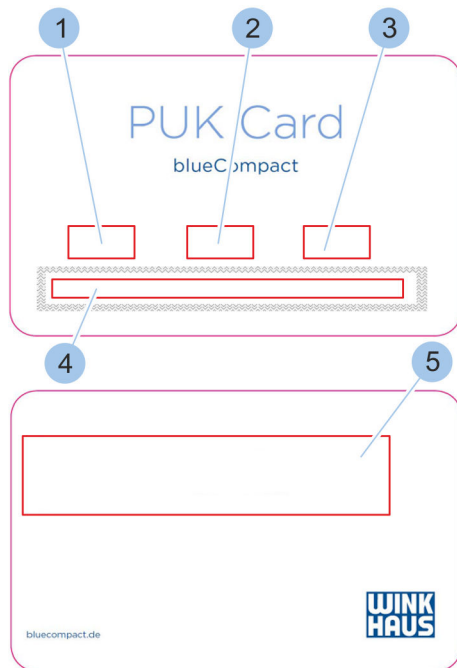 1 2 3
PUK Card
blueCompact
4
5
bluecompact.de
WINK
HAUS